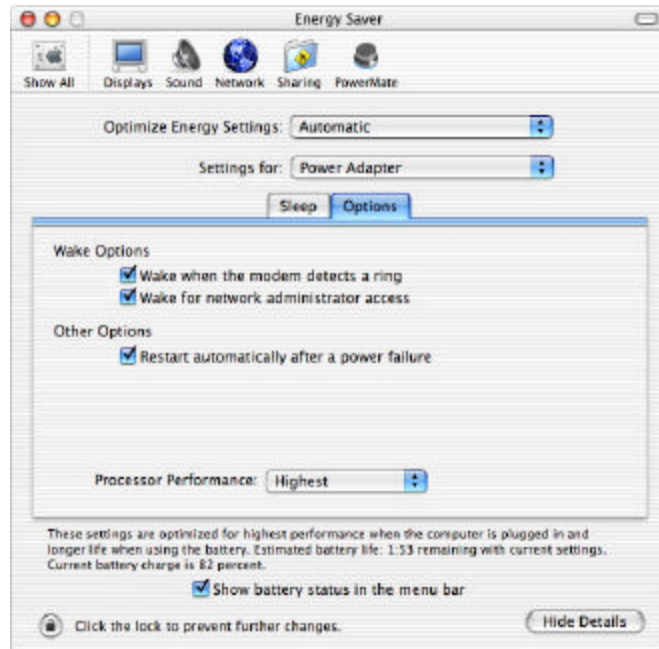 Energy Saver
Show All Displays Sound Network Sharing PowerMate
Optimize Energy Settings: Automatic
Settings for: Power Adapter
Sleep Options
Wake Options
Wake when the modem detects a ring
Wake for network administrator access
Other Options
Restart automatically after a power failure
Processor Performance: Highest
These settings are optimized for highest performance when the computer is plugged in and
longer life when using the battery. Estimated battery life: 1:53 remaining with current settings.
Current battery charge is 82 percent.
Show battery status in the menu bar
Click the lock to prevent further changes.
Hide Details